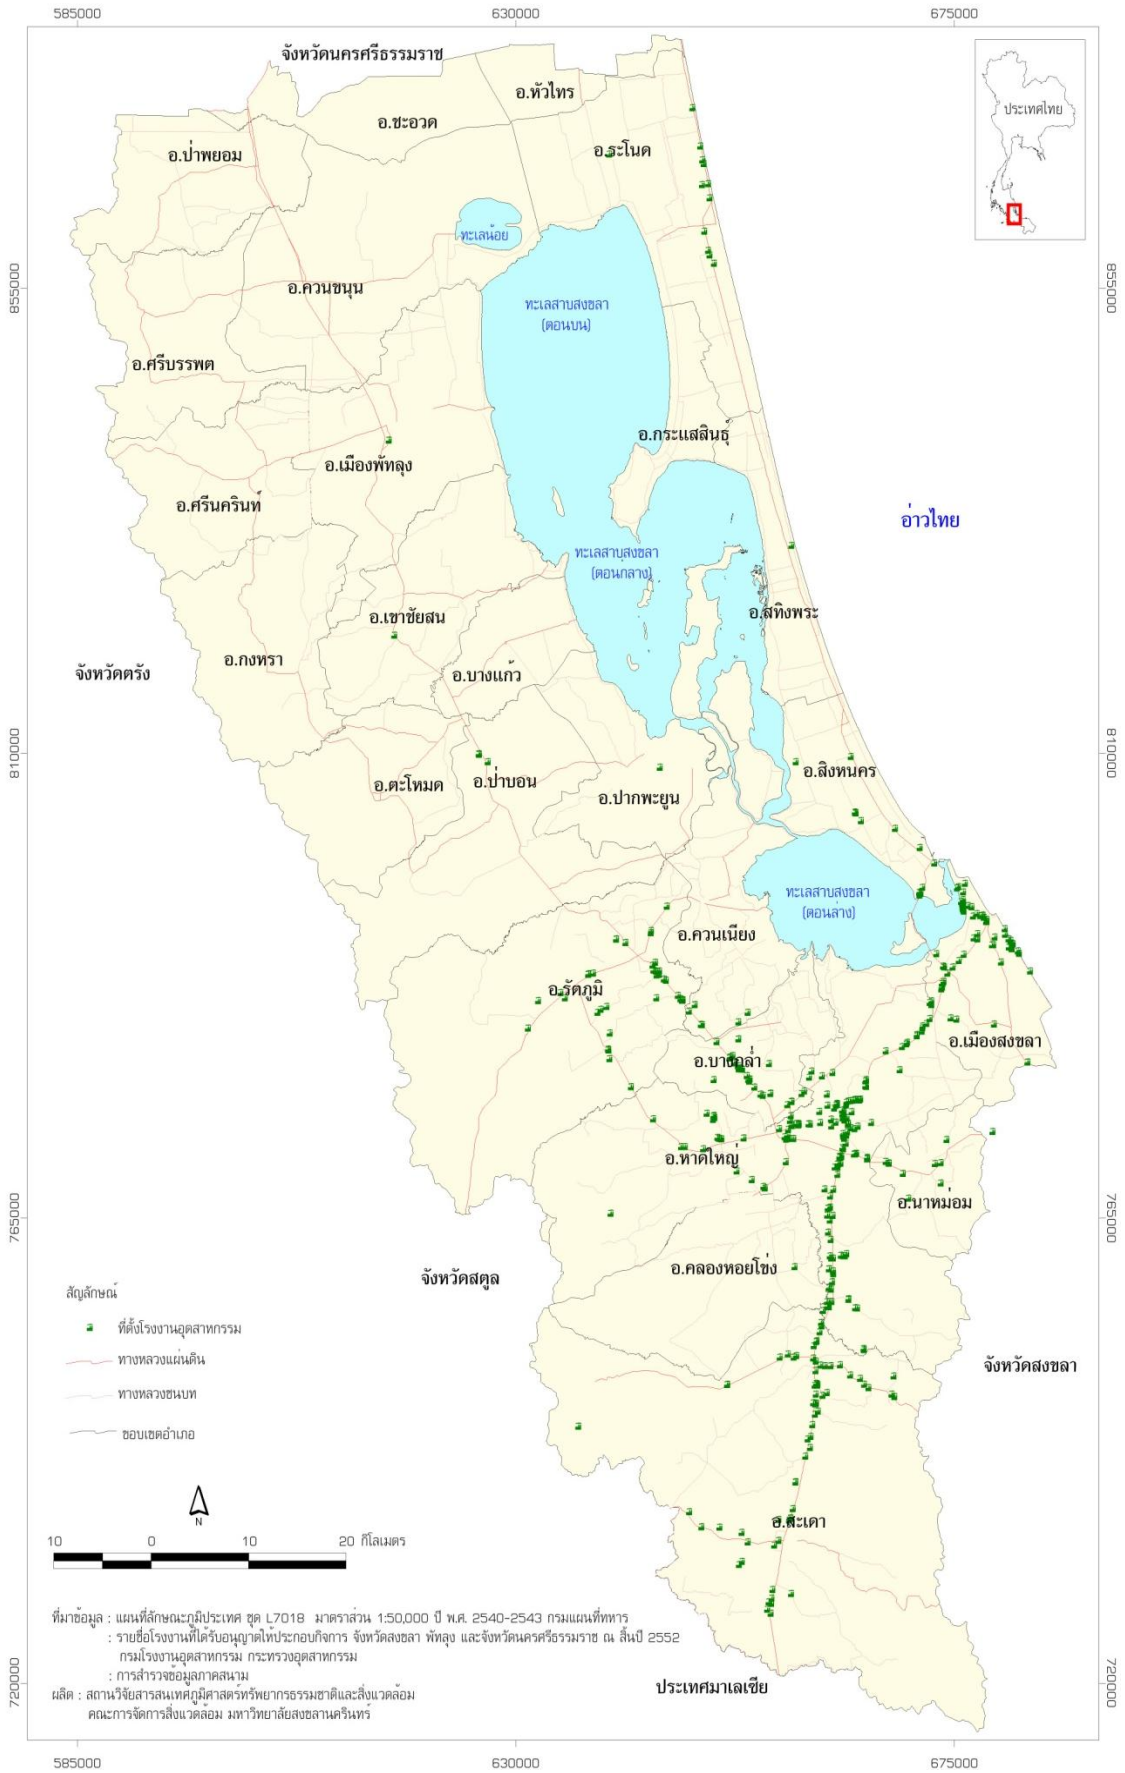 585000
630000
675000
จังหวัดนครศรีธรรมราช
อ.หัวไทร
อ.ชะอวด
ประเทศไทย
อ.ป่าพยอม
อ.ระโนด
ทะเลน้อย
855000
855000
อ.ควนขนุน
ทะเลสาบสงขลา
(ตอนบน)
อ.ศรีบรรพต
อ.กระแสสินธุ์
อ.เมืองพัทลุง
อ.ศรีนครินท์
อ่าวไทย
ทะเลสาบสงขลา
(ตอนกลาง)
อ.เขาชัยสน
อ.สทิงพระ
อ.กงหรา
จังหวัดตรัง
อ.บางแก้ว
810000
810000
อ.สิงหนคร
อ.ตะโหมด
อ.ป่าบอน
อ.ปากพะยูน
ทะเลสาบสงขลา
(ตอนล่าง)
อ.ควนเนียง
อ.รัตภูมิ
อ.เมืองสงขลา
อ.บางกล่ำ
อ.หาดใหญ่
อ.นาหม่อม
765000
765000
จังหวัดสตูล
อ.คลองหอยโข่ง
สัญลักษณ์
ที่ตั้งโรงงานอุตสาหกรรม
ทางหลวงแผ่นดิน
จังหวัดสงขลา
ทางหลวงชนบท
ขอบเขตอำเภอ
N
อ.สะเดา
10 0 10 20 กิโลเมตร
ที่มาข้อมูล : แผนที่ลักษณะภูมิประเทศ ชุด L7018 มาตราส่วน 1:50,000 ปี พ.ศ. 2540-2543 กรมแผนที่ทหาร
: รายชื่อโรงงานที่ได้รับอนุญาตให้ประกอบกิจการ จังหวัดสงขลา พัทลุง และจังหวัดนครศรีธรรมราช ณ สิ้นปี 2552
กรมโรงงานอุตสาหกรรม กระทรวงอุตสาหกรรม
: การสำรวจข้อมูลภาคสนาม
ผลิต : สถานวิจัยสารสนเทศภูมิศาสตร์ทรัพยากรธรรมชาติและสิ่งแวดล้อม
คณะการจัดการสิ่งแวดล้อม มหาวิทยาลัยสงขลานครินทร์
ประเทศมาเลเซีย
720000
720000
585000
630000
675000